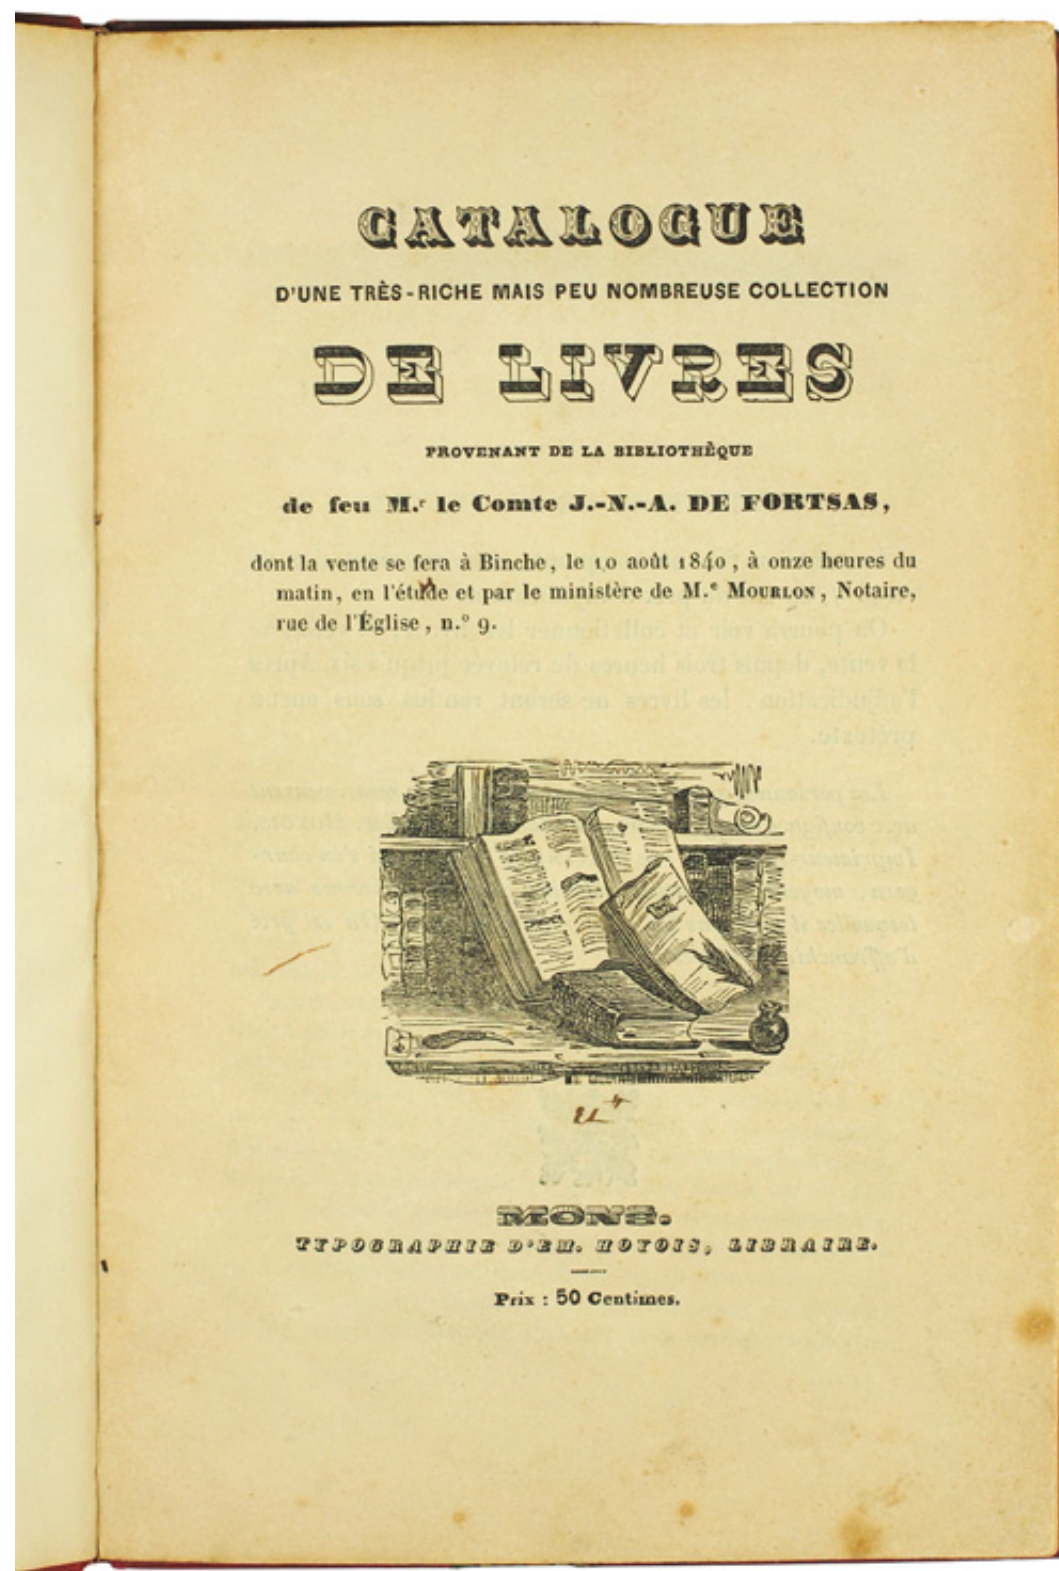 CATALOGUE
D'UNE TRÈS-RICHE MAIS PEU NOMBREUSE COLLECTION
DE LIVRES
PROVENANT DE LA BIBLIOTHÈQUE
de feu M.r le Comte J.-N.-A. DE FORTSAS,
dont la vente se fera à Binche, le 10 août 1840, à onze heures du
matin, en l'étude et par le ministère de M.e MOURLON, Notaire,
rue de l'Église, n.o 9.
MONS.
TYPOGRAPHIE D'EM. HOYOIS, LIBRAIRE.
Prix : 50 Centimes.